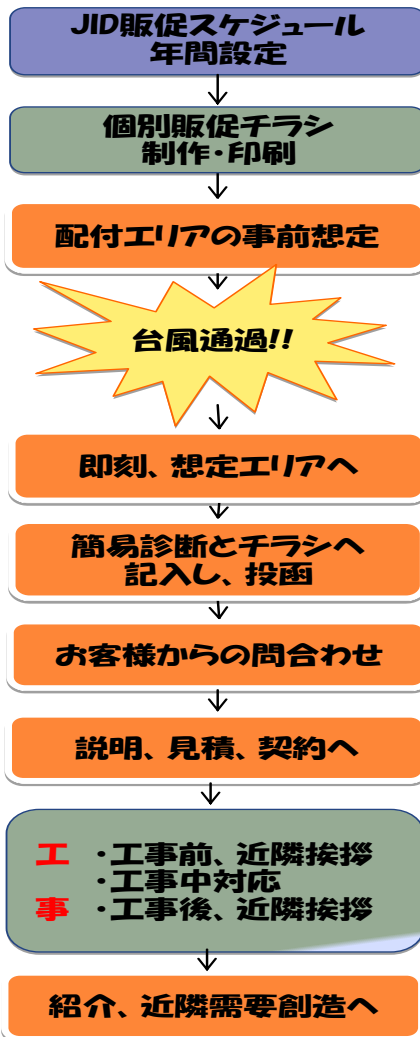 JID販促スケジュール
年間設定
個別販促チラシ
制作・印刷
配付エリアの事前想定
台風通過!!
即刻、想定エリアへ
簡易診断とチラシへ
記入し、投函
お客様からの問合わせ
説明、見積、契約へ
工 ・工事前、近隣挨拶
・工事中対応
事 ・工事後、近隣挨拶
紹介、近隣需要創造へ